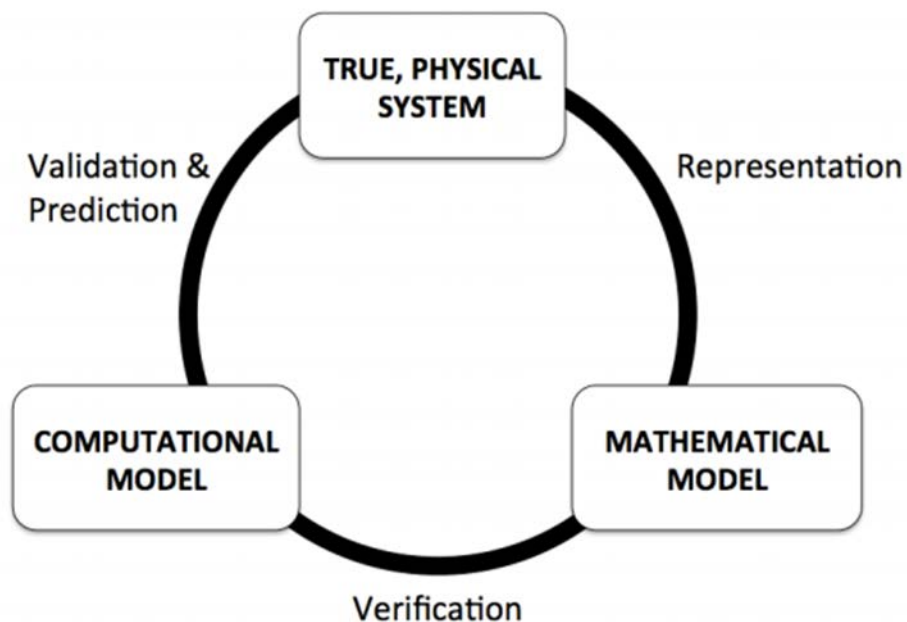 TRUE, PHYSICAL
SYSTEM
Validation &
Prediction
Representation
COMPUTATIONAL
MODEL
MATHEMATICAL
MODEL
Verification